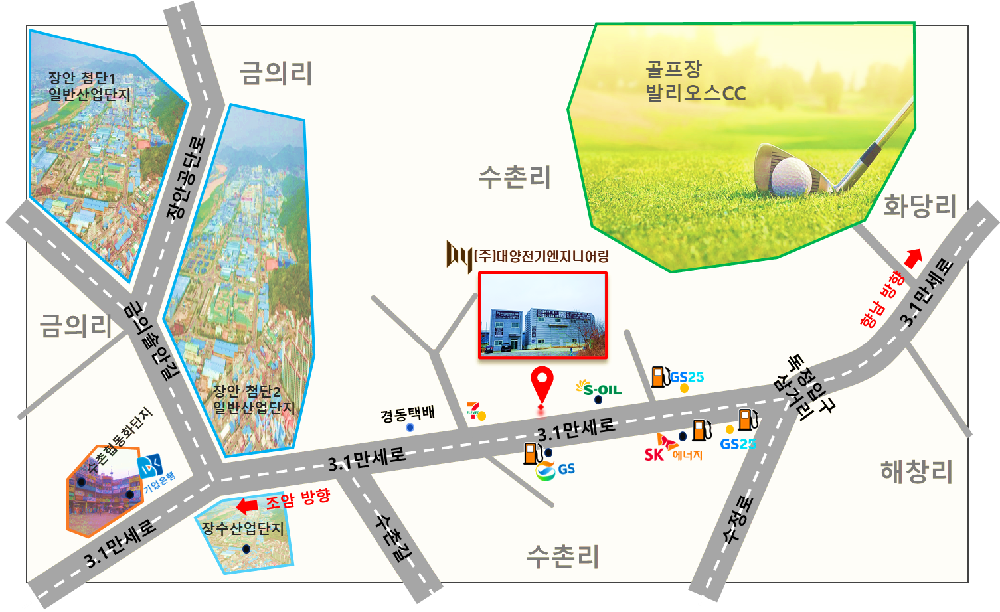 금의리
장안 첨단1
일반산업단지
골프장
발리오스CC
장안공단로
수촌리
화당리
(주)대양전기엔지니어링
향남 방향
3.1만세로
금의리
금의솔안길
독정입구
삼거리
장안 첨단2
일반산업단지
S-OIL
GS25
경동택배
7
ELEVEn
3.1만세로
수촌협동화단지
IBK
기업은행
3.1만세로
GS
SK
에너지
GS25
해창리
조암 방향
장수산업단지
3.1만세로
수촌길
수정로
수촌리